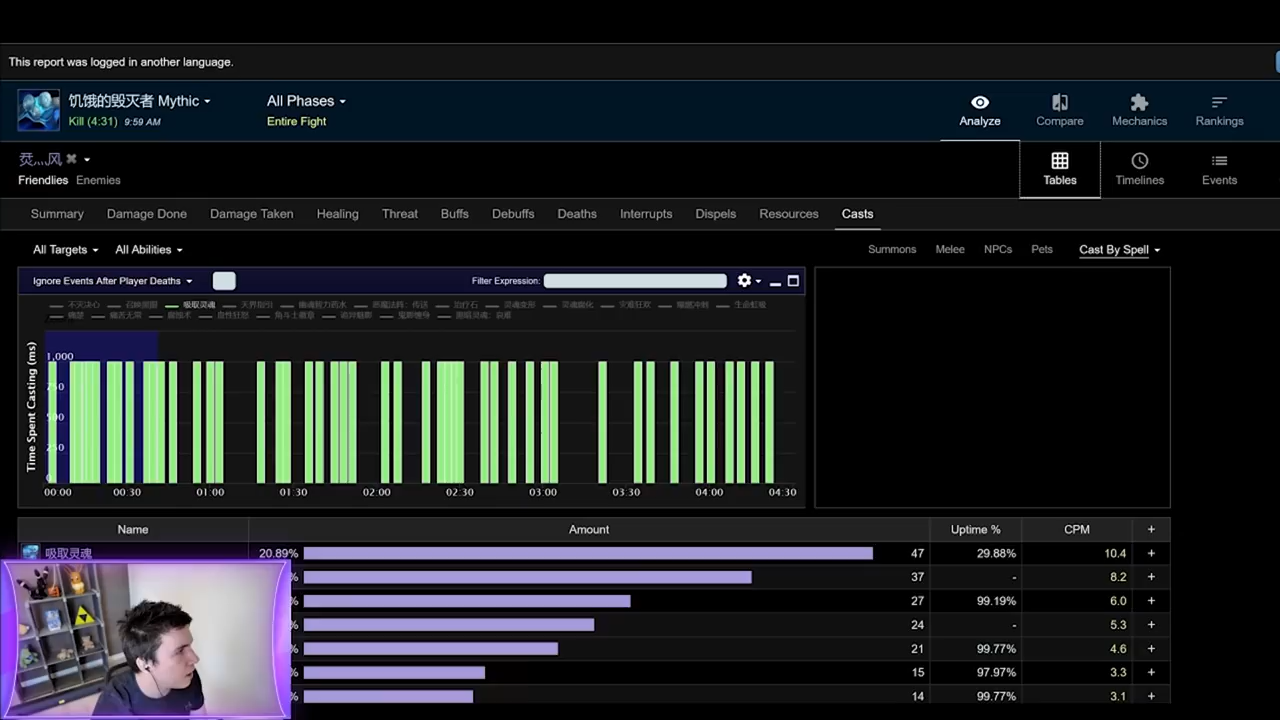 This report was logged in another language.
饥饿的毁灭者 Mythic
Kill (4:31) 9:59 AM
All Phases
Entire Fight
Analyze
Compare
Mechanics
Rankings
Friendlies Enemies
Tables
Timelines
Events
Summary Damage Done Damage Taken Healing Threat Buffs Debuffs Deaths Interrupts Dispels Resources Casts
All Targets All Abilities
Summons Melee NPCs Pets Cast By Spell
Ignore Events After Player Deaths
Filter Expression:
吸取灵魂
Time Spent Casting (ms)
1,000
750
500
250
0
00:00 00:30 01:00 01:30 02:00 02:30 03:00 03:30 04:00 04:30
Name Amount Uptime % CPM +
吸取灵魂 20.89% 47 29.88% 10.4 +
% 37 - 8.2 +
% 27 99.19% 6.0 +
% 24 - 5.3 +
% 21 99.77% 4.6 +
% 15 97.97% 3.3 +
% 14 99.77% 3.1 +